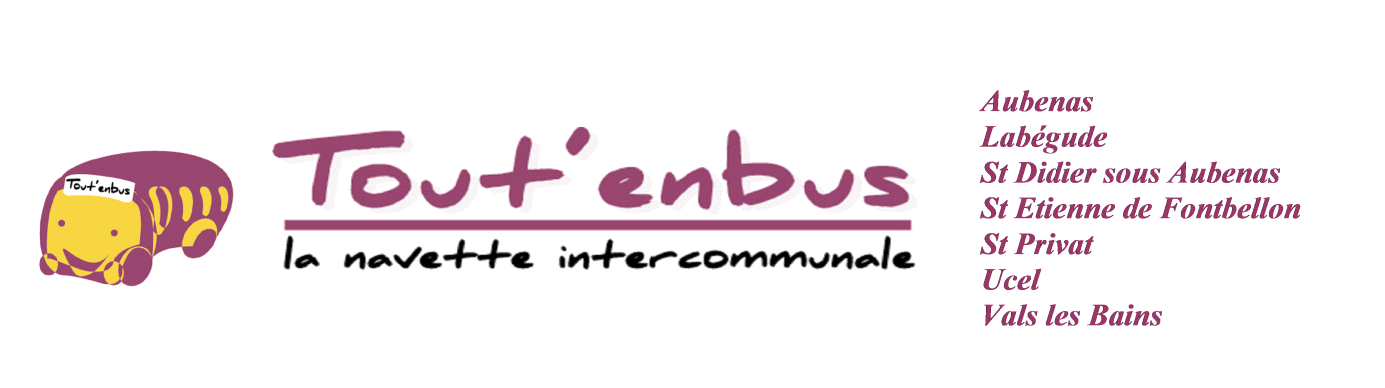 Tout'enbus
Tout'enbus
la navette intercommunale
Aubenas
Labégude
St Didier sous Aubenas
St Etienne de Fontbellon
St Privat
Ucel
Vals les Bains